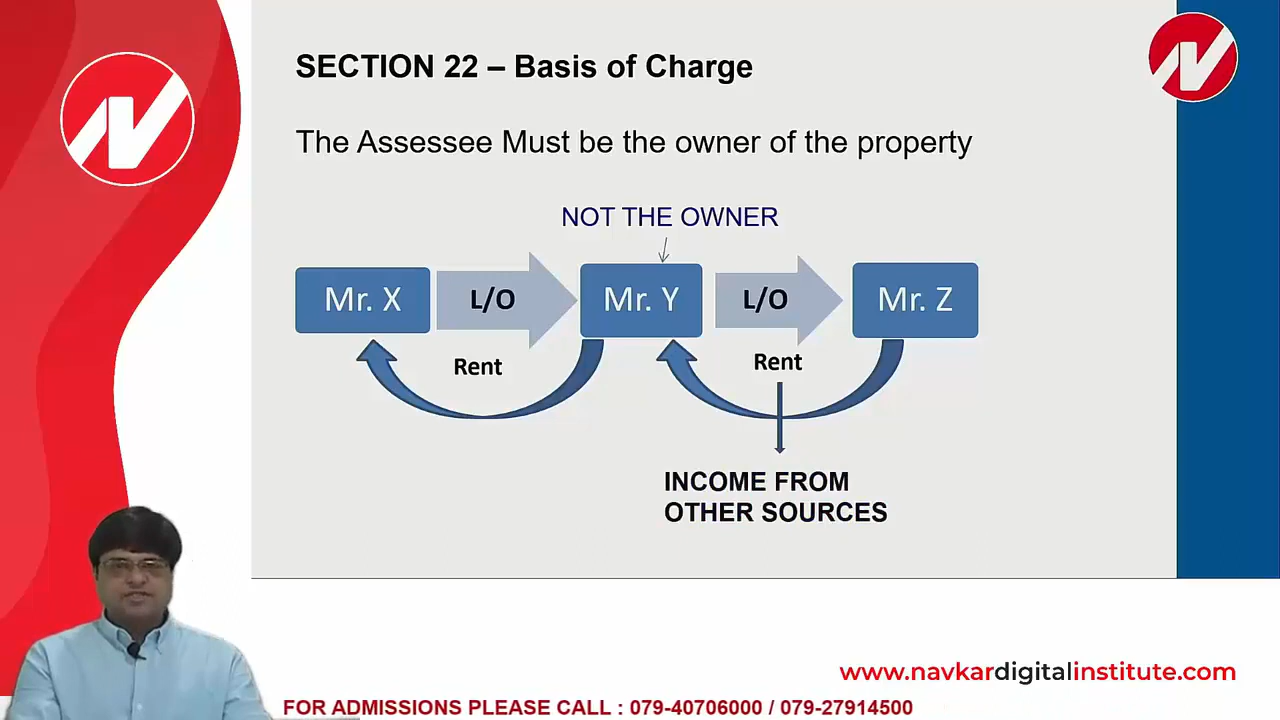 SECTION 22 – Basis of Charge
The Assessee Must be the owner of the property
NOT THE OWNER
Mr. X
L/O
Mr. Y
L/O
Mr. Z
Rent
Rent
INCOME FROM
OTHER SOURCES
www.navkardigitalinstitute.com
FOR ADMISSIONS PLEASE CALL : 079-40706000 / 079-27914500